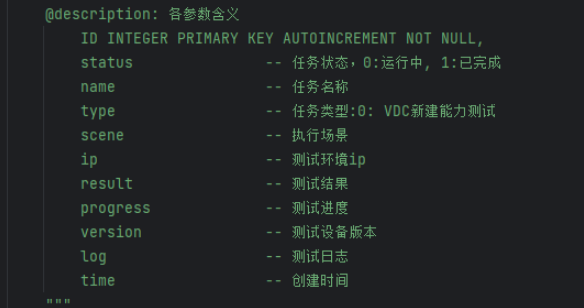 @description: 各参数含义
ID INTEGER PRIMARY KEY AUTOINCREMENT NOT NULL,
status -- 任务状态，0:运行中, 1:已完成
name -- 任务名称
type -- 任务类型:0: VDC新建能力测试
scene -- 执行场景
ip -- 测试环境ip
result -- 测试结果
progress -- 测试进度
version -- 测试设备版本
log -- 测试日志
time -- 创建时间
"""